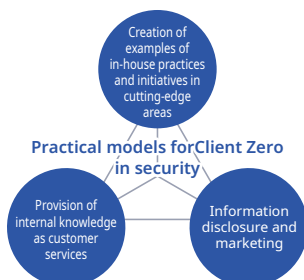 Creation of
examples of
in-house practices
and initiatives in
cutting-edge
areas
Practical models forClient Zero
in security
Provision of
internal knowledge
as customer
services
Information
disclosure and
marketing